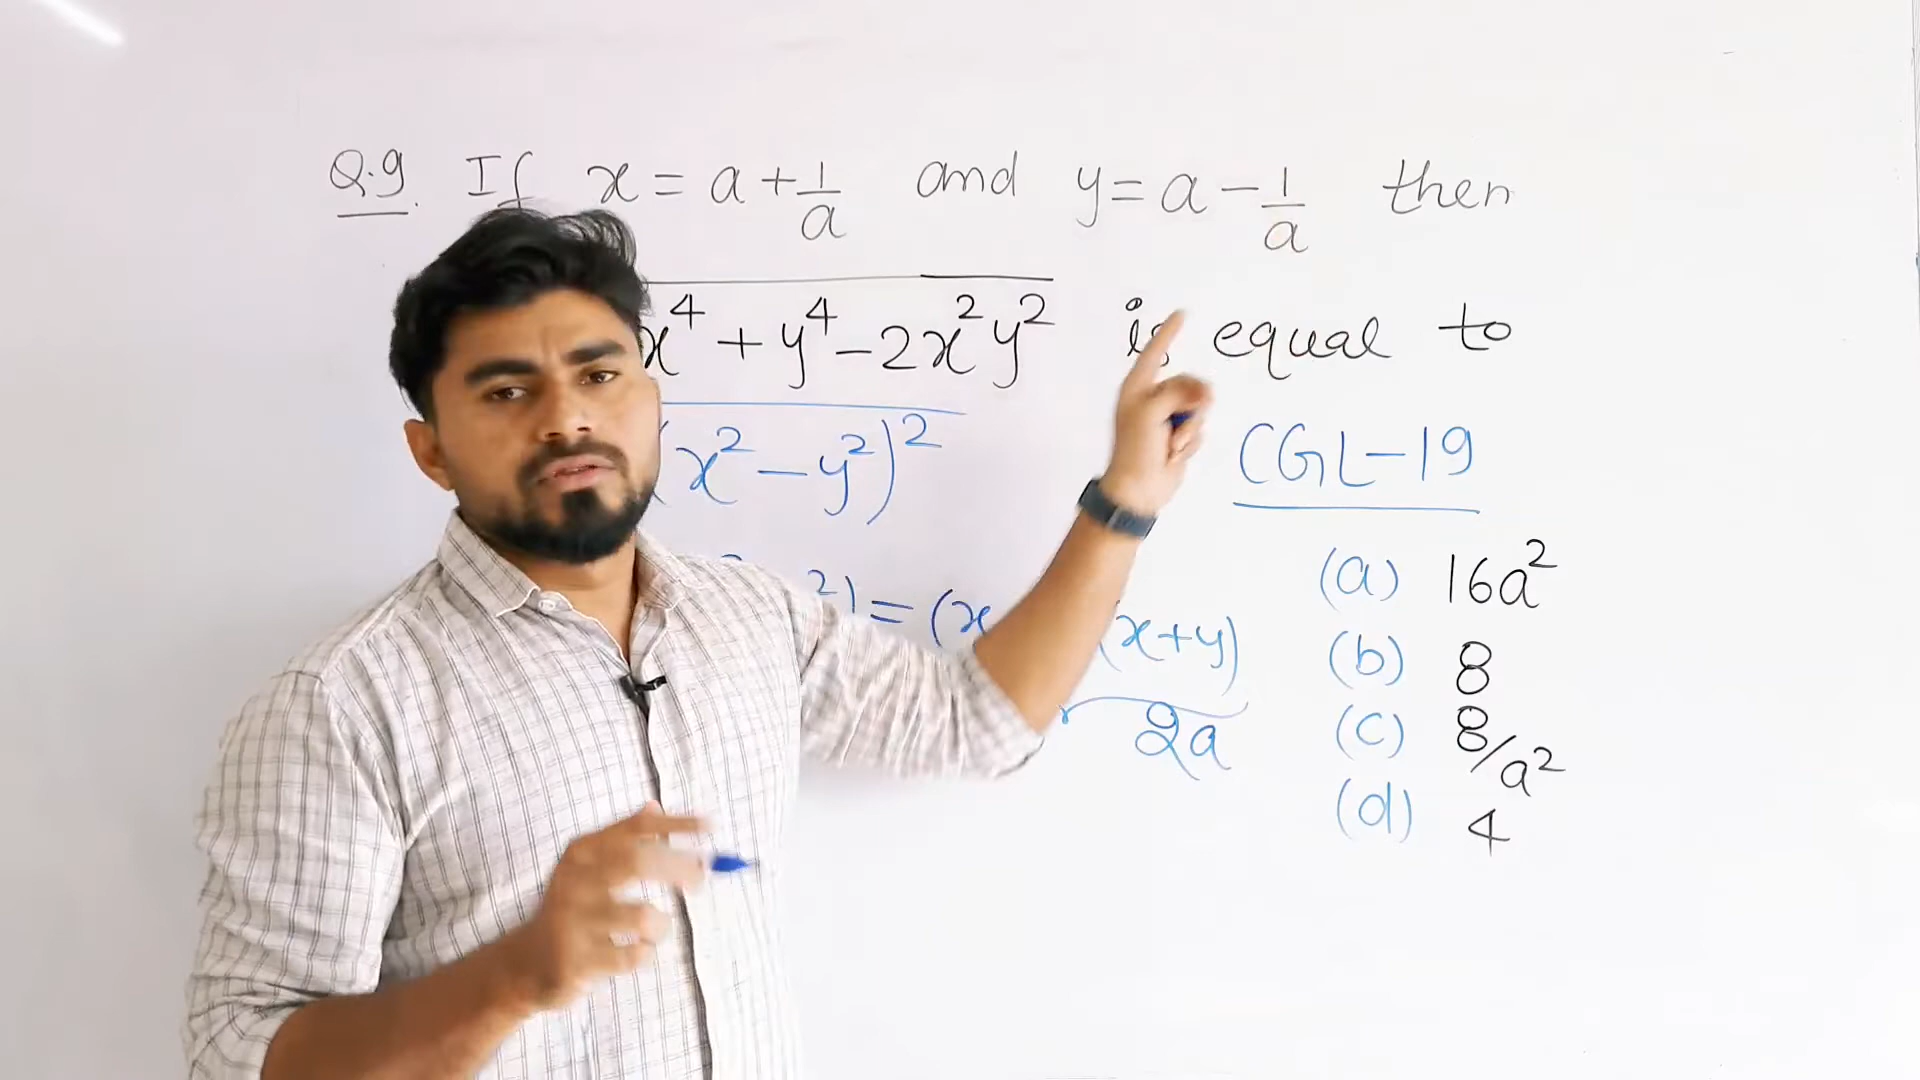 Q.9. If x = a + 1/a and y = a - 1/a then
x⁴ + y⁴ - 2x²y² is equal to
(x² - y²)²
CGL-19
²) = (x (x+y)
2a
(a) 16a²
(b) 8
(c) 8/a²
(d) 4